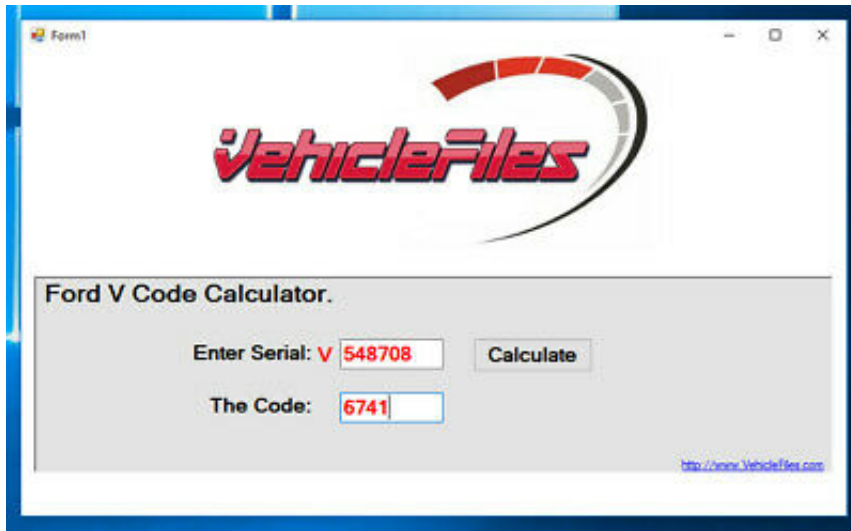 Form1
VehicleFiles
Ford V Code Calculator.
Enter Serial: V 548708 Calculate
The Code: 6741
http://www.VehicleFiles.com